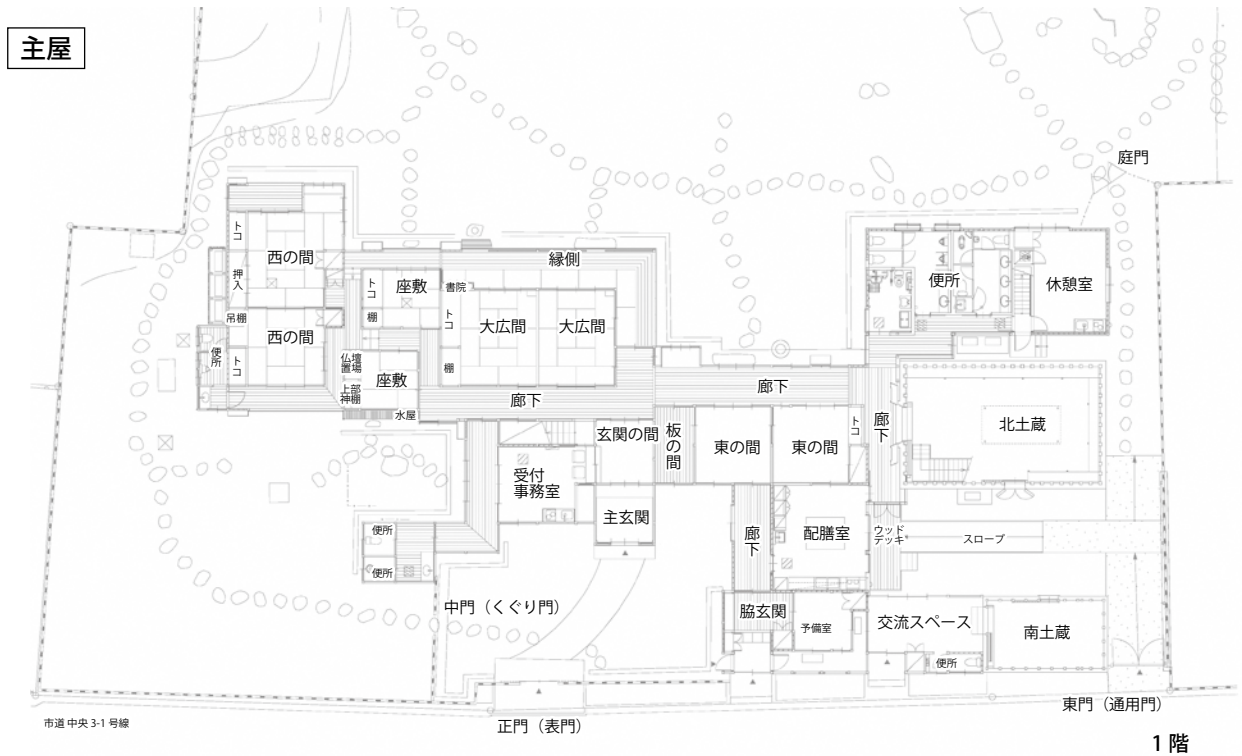 主屋
庭門
トコ
西の間
押入
縁側
座敷
トコ
棚
書院
トコ
大広間
大広間
棚
便所
休憩室
吊棚
西の間
便所
トコ
仏壇
置場
上部
神棚
座敷
水屋
廊下
廊下
廊下
北土蔵
玄関の間
板の間
東の間
東の間
トコ
受付
事務室
主玄関
廊下
配膳室
ウッド
デッキ
スロープ
便所
便所
中門（くぐり門）
脇玄関
予備室
交流スペース
便所
南土蔵
市道 中央 3-1 号線
正門（表門）
東門（通用門）
1 階